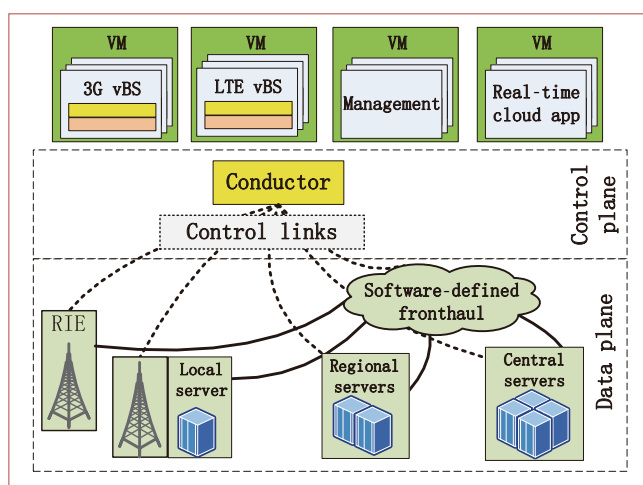 VM
VM
VM
VM
3G vBS
LTE vBS
Management
Real-time
cloud app
Conductor
Control links
Control
plane
Software-defined
fronthaul
RIE
Local
server
Regional
servers
Central
servers
Data plane